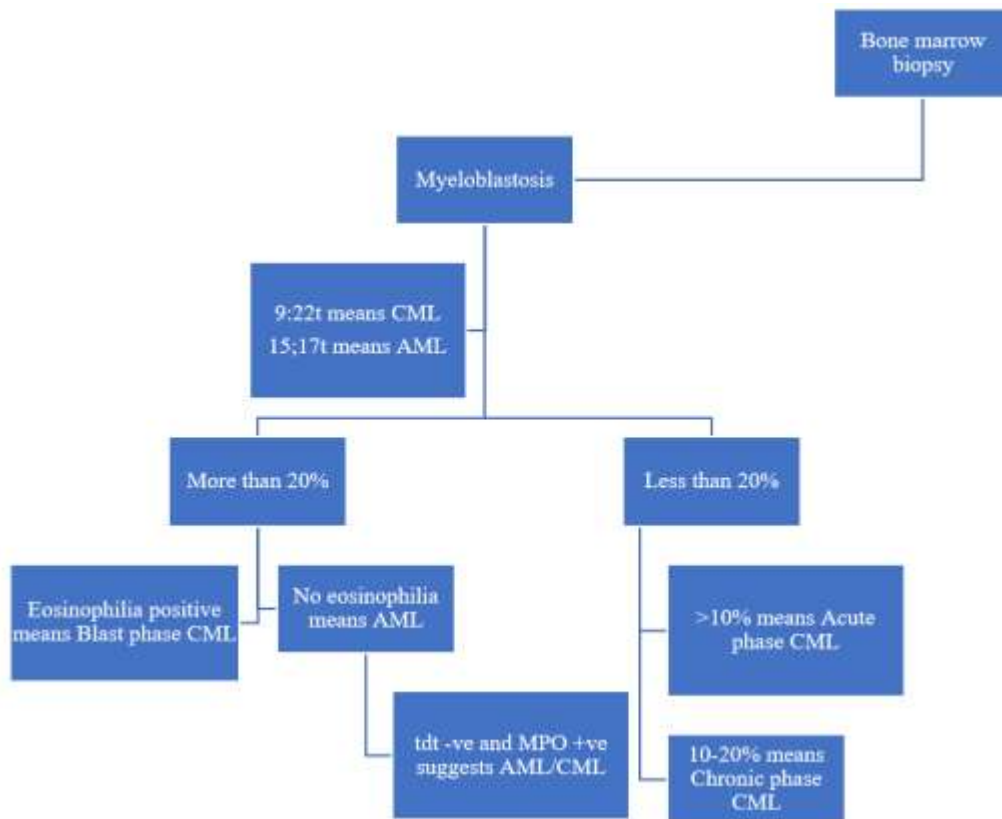 Bone marrow
biopsy
Myeloblastosis
9:22t means CML
15;17t means AML
More than 20%
Less than 20%
Eosinophilia positive
means Blast phase CML
No eosinophilia
means AML
>10% means Acute
phase CML
tdt -ve and MPO +ve
suggests AML/CML
10-20% means
Chronic phase
CML